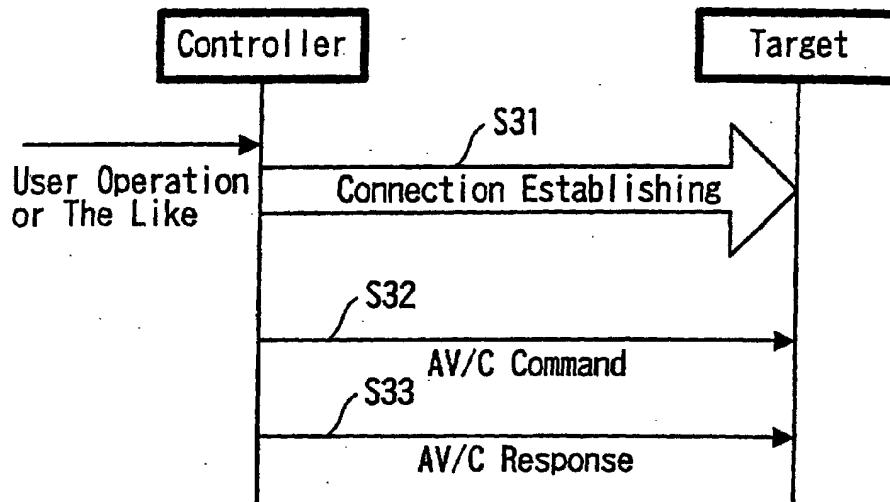 Controller
Target
S31
User Operation
or The Like
Connection Establishing
S32
AV/C Command
S33
AV/C Response